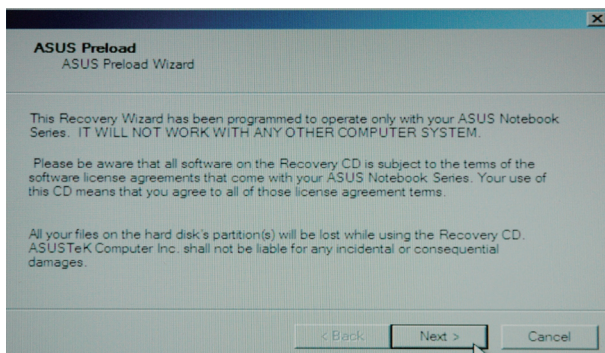 ASUS Preload
ASUS Preload Wizard
This Recovery Wizard has been programmed to operate only with your ASUS Notebook
Series. IT WILL NOT WORK WITH ANY OTHER COMPUTER SYSTEM.
Please be aware that all software on the Recovery CD is subject to the terms of the
software license agreements that come with your ASUS Notebook Series. Your use of
this CD means that you agree to all of those license agreement terms.
All your files on the hard disk's partition(s) will be lost while using the Recovery CD.
ASUSTeK Computer Inc. shall not be liable for any incidental or consequential
damages.
< Back Next > Cancel